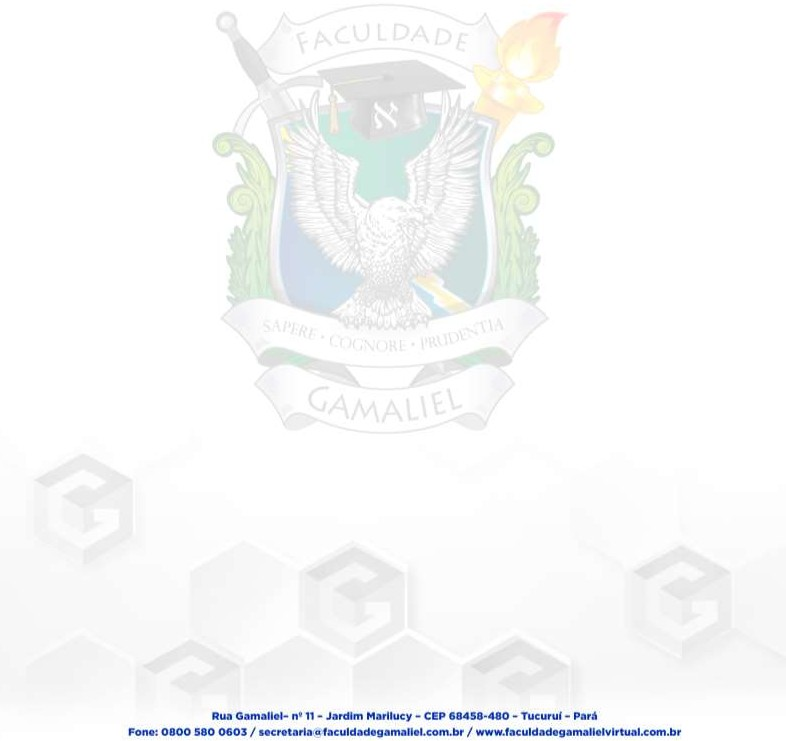 FACULDADE
א
SAPERE • COGNORE • PRUDENTIA
GAMALIEL
Rua Gamaliel– nº 11 – Jardim Marilucy – CEP 68458-480 – Tucuruí – Pará
Fone: 0800 580 0603 / secretaria@faculdadegamaliel.com.br / www.faculdadegamalielvirtual.com.br